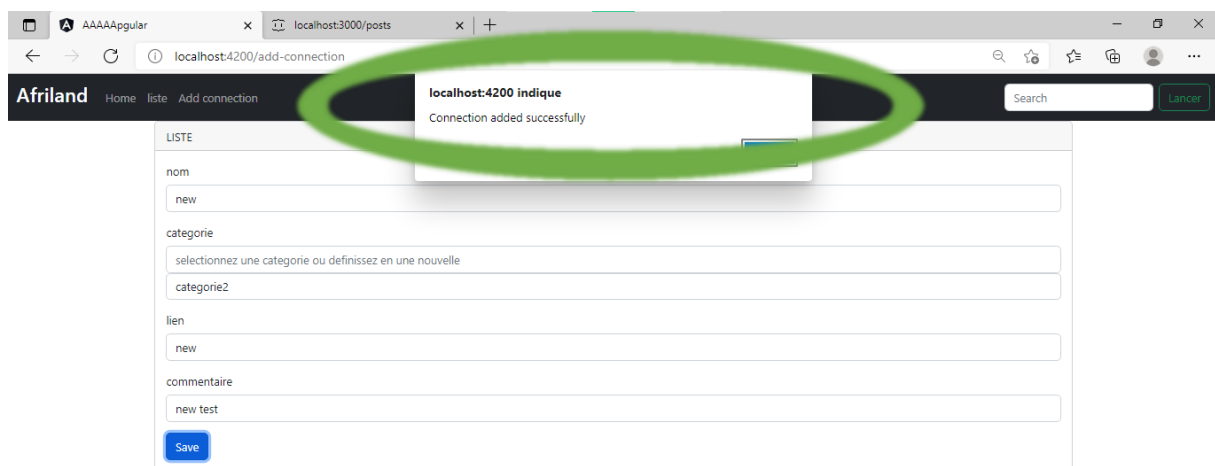 AAAAApgular
localhost:3000/posts
localhost:4200/add-connection
Afriland Home liste Add connection
Search
Lancer
localhost:4200 indique
Connection added successfully
LISTE
nom
new
categorie
selectionnez une categorie ou definissez en une nouvelle
categorie2
lien
new
commentaire
new test
Save